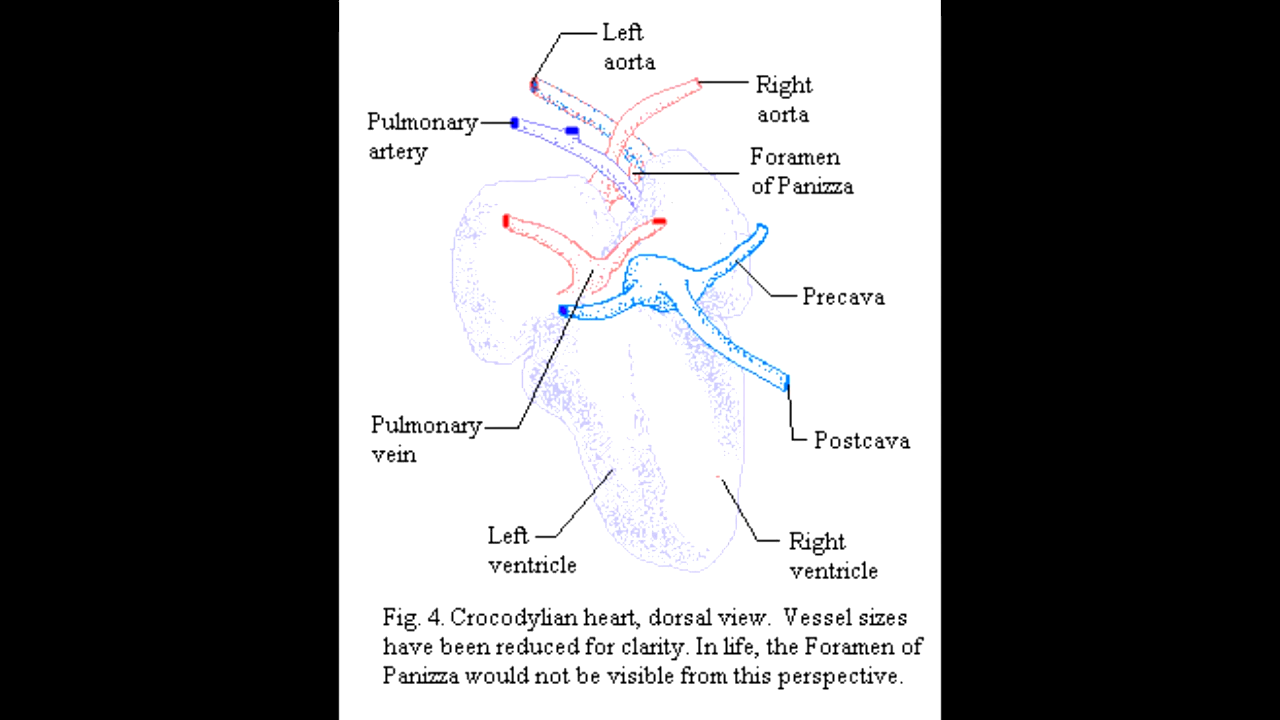 Left
aorta
Right
aorta
Pulmonary
artery
Foramen
of Panizza
Precava
Pulmonary
vein
Postcava
Left
ventricle
Right
ventricle
Fig. 4. Crocodylian heart, dorsal view.  Vessel sizes
have been reduced for clarity. In life, the Foramen of
Panizza would not be visible from this perspective.